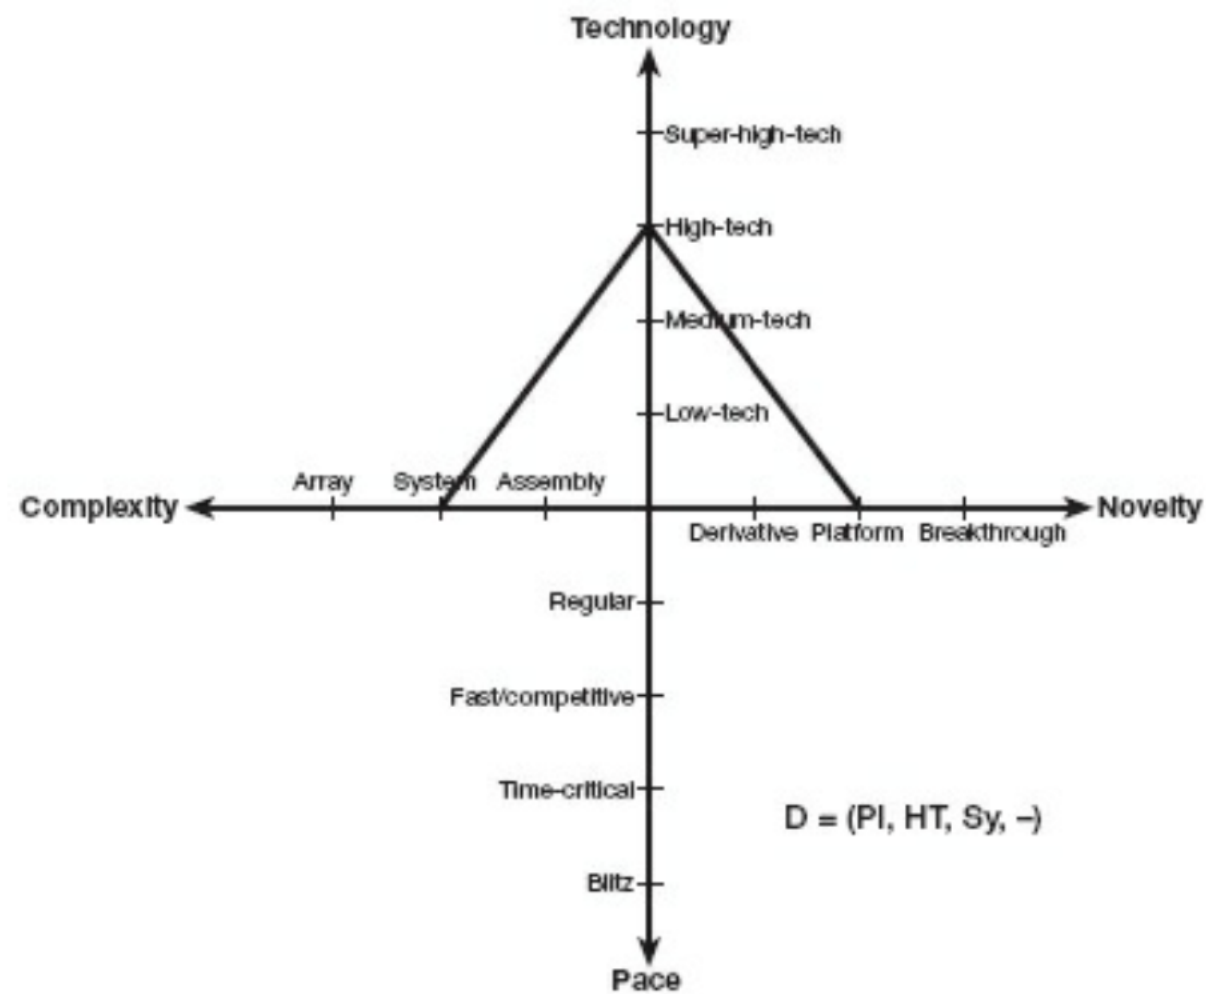 Technology
Super-high-tech
High-tech
Medium-tech
Low-tech
Array System Assembly
Complexity Novelty
Derivative Platform Breakthrough
Regular
Fast/competitive
Time-critical
D = (Pl, HT, Sy, –)
Blitz
Pace